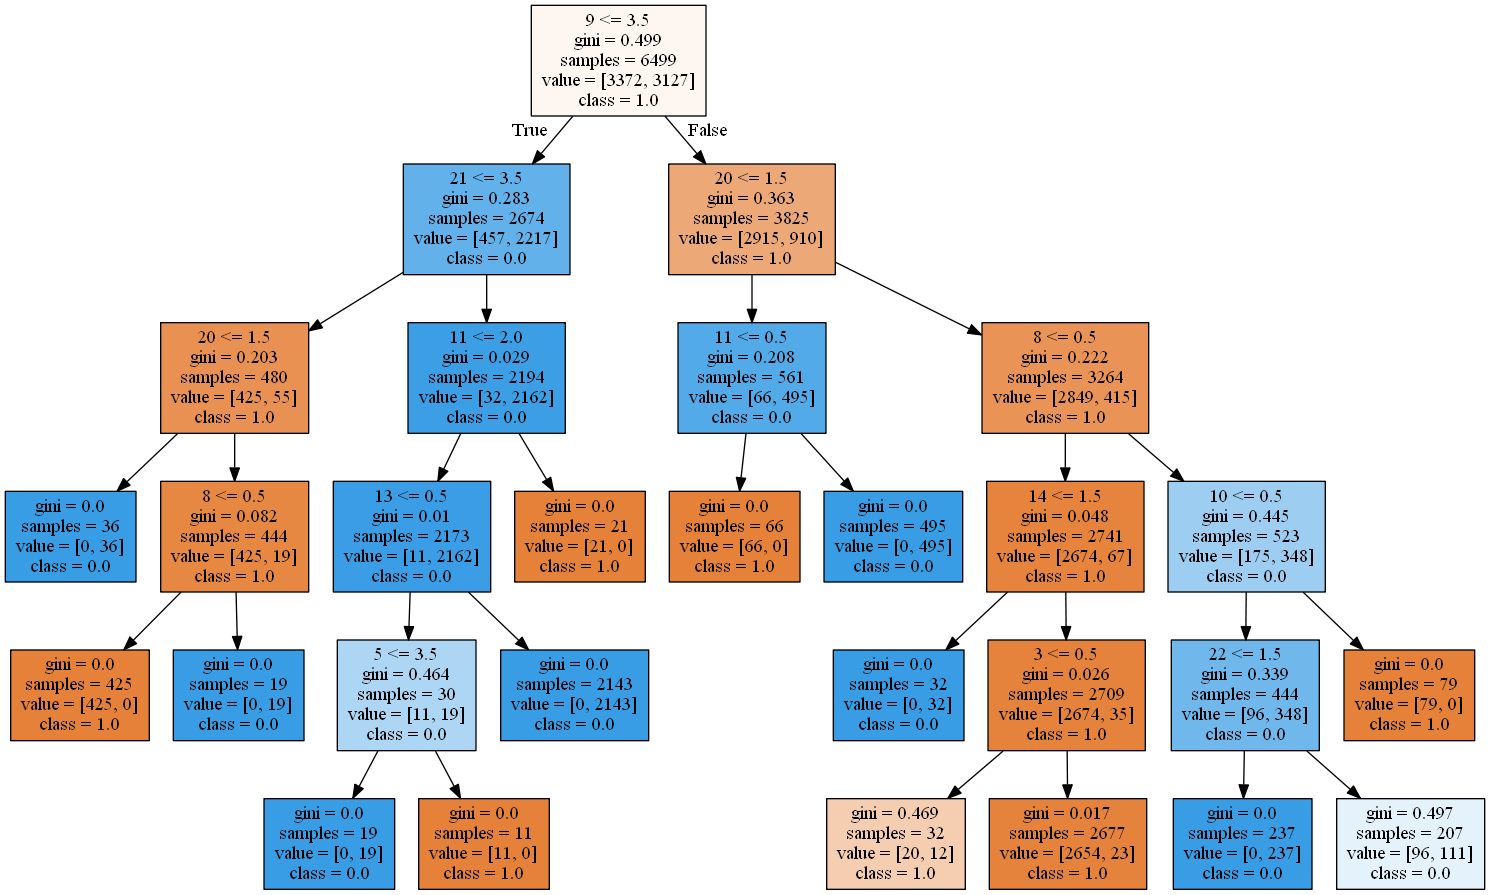 9 <= 3.5
gini = 0.499
samples = 6499
value = [3372, 3127]
class = 1.0
True
False
21 <= 3.5
gini = 0.283
samples = 2674
value = [457, 2217]
class = 0.0
20 <= 1.5
gini = 0.363
samples = 3825
value = [2915, 910]
class = 1.0
20 <= 1.5
gini = 0.203
samples = 480
value = [425, 55]
class = 1.0
11 <= 2.0
gini = 0.029
samples = 2194
value = [32, 2162]
class = 0.0
11 <= 0.5
gini = 0.208
samples = 561
value = [66, 495]
class = 0.0
8 <= 0.5
gini = 0.222
samples = 3264
value = [2849, 415]
class = 1.0
gini = 0.0
samples = 36
value = [0, 36]
class = 0.0
8 <= 0.5
gini = 0.082
samples = 444
value = [425, 19]
class = 1.0
13 <= 0.5
gini = 0.01
samples = 2173
value = [11, 2162]
class = 0.0
gini = 0.0
samples = 21
value = [21, 0]
class = 1.0
gini = 0.0
samples = 66
value = [66, 0]
class = 1.0
gini = 0.0
samples = 495
value = [0, 495]
class = 0.0
14 <= 1.5
gini = 0.048
samples = 2741
value = [2674, 67]
class = 1.0
10 <= 0.5
gini = 0.445
samples = 523
value = [175, 348]
class = 0.0
gini = 0.0
samples = 425
value = [425, 0]
class = 1.0
gini = 0.0
samples = 19
value = [0, 19]
class = 0.0
5 <= 3.5
gini = 0.464
samples = 30
value = [11, 19]
class = 0.0
gini = 0.0
samples = 2143
value = [0, 2143]
class = 0.0
gini = 0.0
samples = 32
value = [0, 32]
class = 0.0
3 <= 0.5
gini = 0.026
samples = 2709
value = [2674, 35]
class = 1.0
22 <= 1.5
gini = 0.339
samples = 444
value = [96, 348]
class = 0.0
gini = 0.0
samples = 79
value = [79, 0]
class = 1.0
gini = 0.0
samples = 19
value = [0, 19]
class = 0.0
gini = 0.0
samples = 11
value = [11, 0]
class = 1.0
gini = 0.469
samples = 32
value = [20, 12]
class = 1.0
gini = 0.017
samples = 2677
value = [2654, 23]
class = 1.0
gini = 0.0
samples = 237
value = [0, 237]
class = 0.0
gini = 0.497
samples = 207
value = [96, 111]
class = 0.0